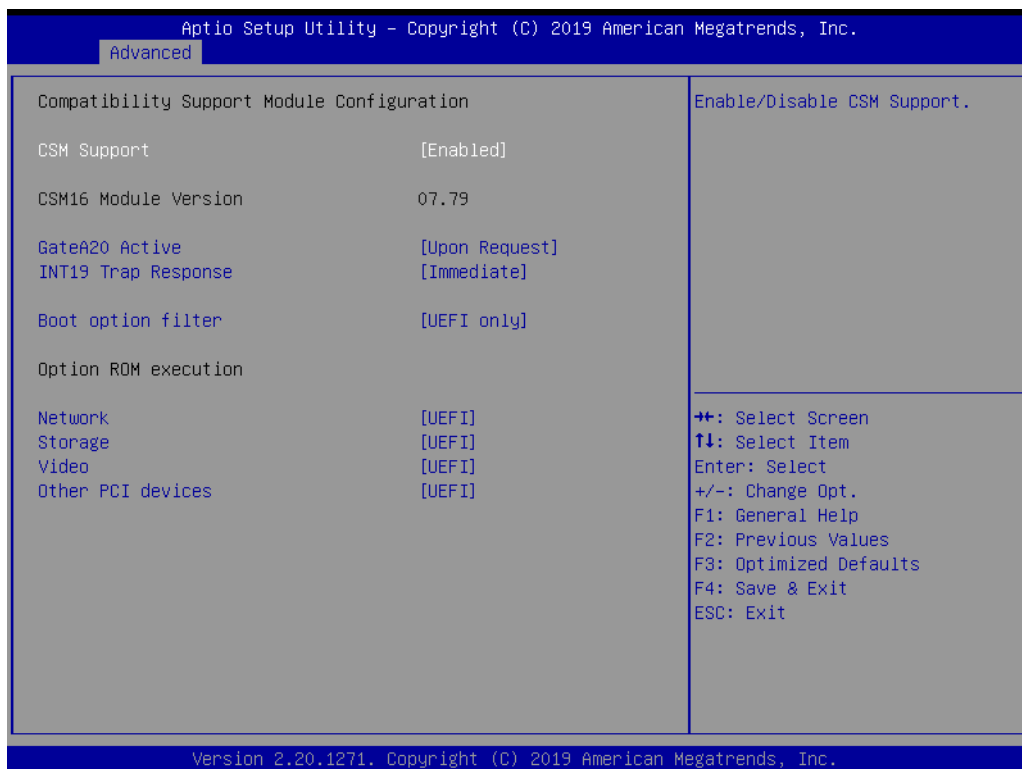 Aptio Setup Utility – Copyright (C) 2019 American Megatrends, Inc.
Advanced
Compatibility Support Module Configuration
Enable/Disable CSM Support.
CSM Support [Enabled]
CSM16 Module Version 07.79
GateA20 Active [Upon Request]
INT19 Trap Response [Immediate]
Boot option filter [UEFI only]
Option ROM execution
Network [UEFI]
Storage [UEFI]
Video [UEFI]
Other PCI devices [UEFI]
→←: Select Screen
↑↓: Select Item
Enter: Select
+/-: Change Opt.
F1: General Help
F2: Previous Values
F3: Optimized Defaults
F4: Save & Exit
ESC: Exit
Version 2.20.1271. Copyright (C) 2019 American Megatrends, Inc.